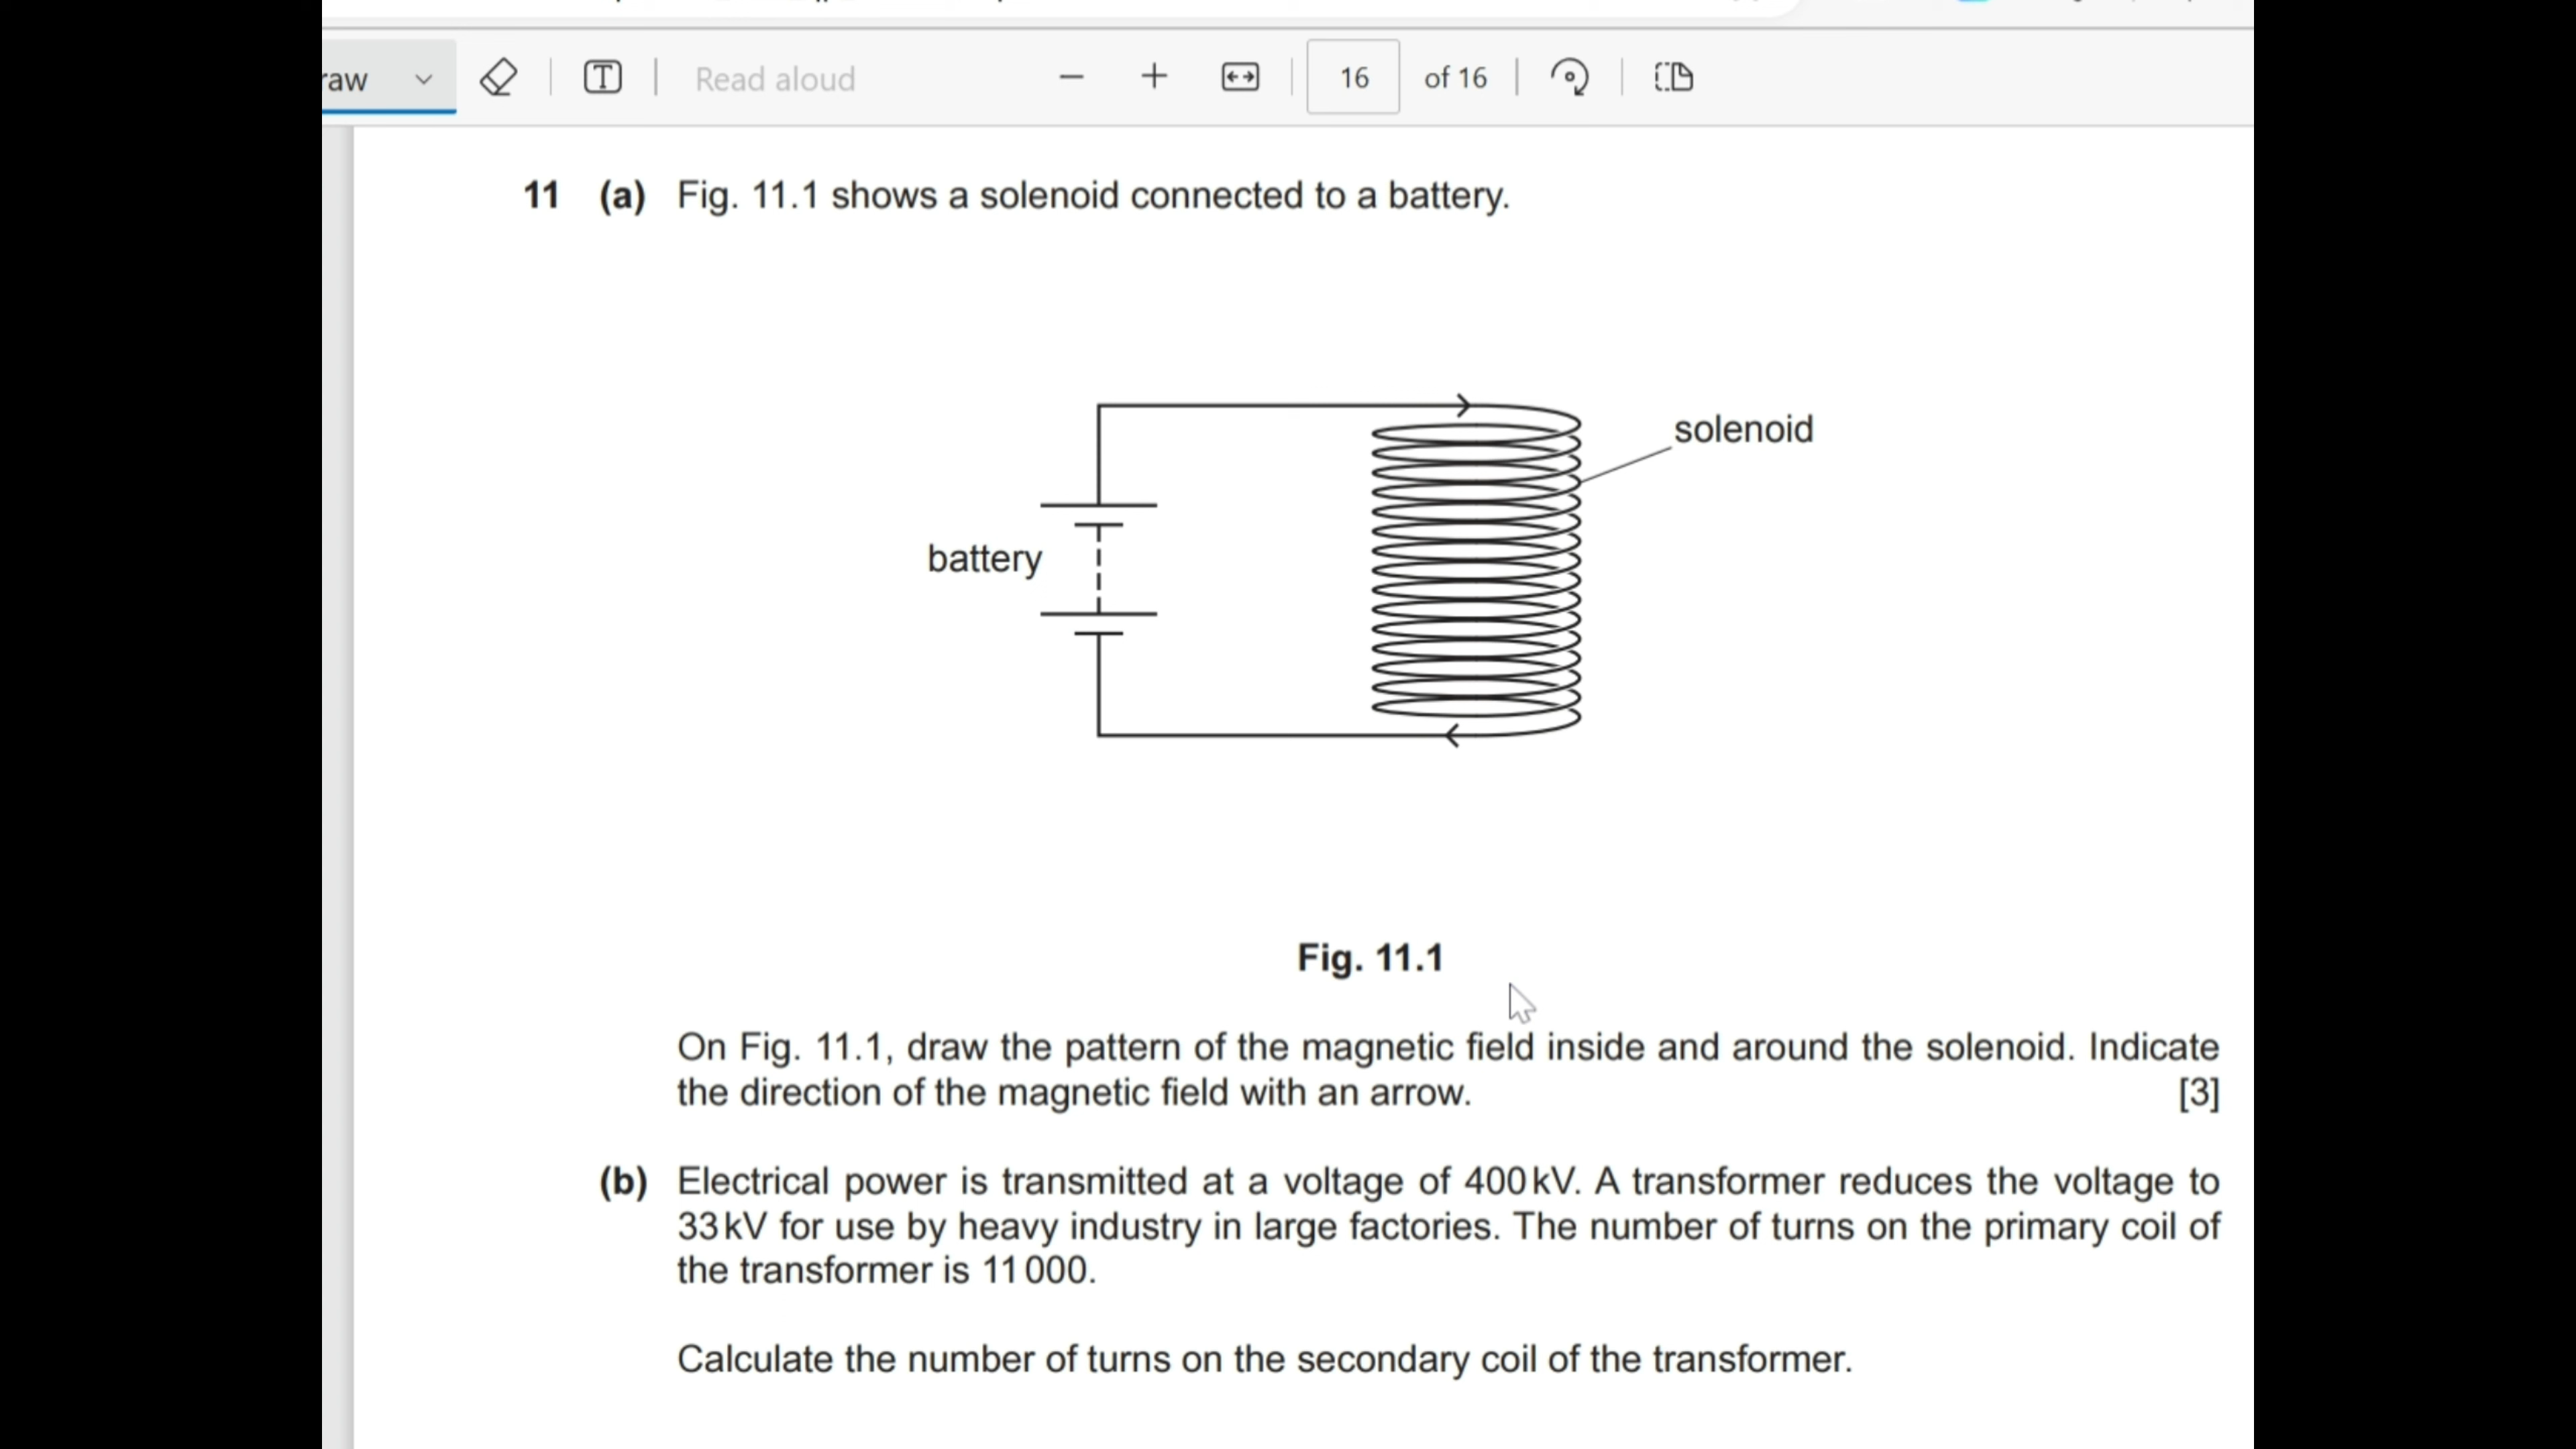 raw
Read aloud
16 of 16
11 (a) Fig. 11.1 shows a solenoid connected to a battery.
solenoid
battery
Fig. 11.1
On Fig. 11.1, draw the pattern of the magnetic field inside and around the solenoid. Indicate
the direction of the magnetic field with an arrow. [3]
(b) Electrical power is transmitted at a voltage of 400 kV. A transformer reduces the voltage to
33 kV for use by heavy industry in large factories. The number of turns on the primary coil of
the transformer is 11 000.
Calculate the number of turns on the secondary coil of the transformer.